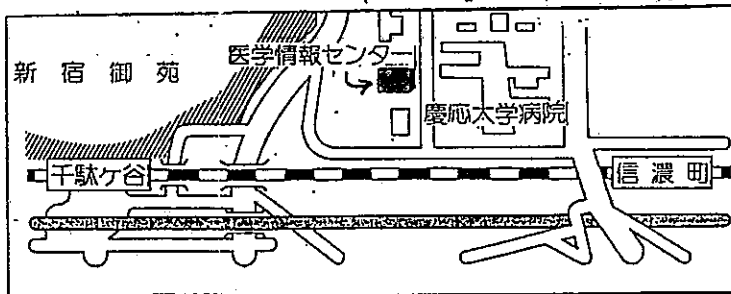 医学情報センター
新宿御苑
慶応大学病院
千駄ヶ谷
信濃町